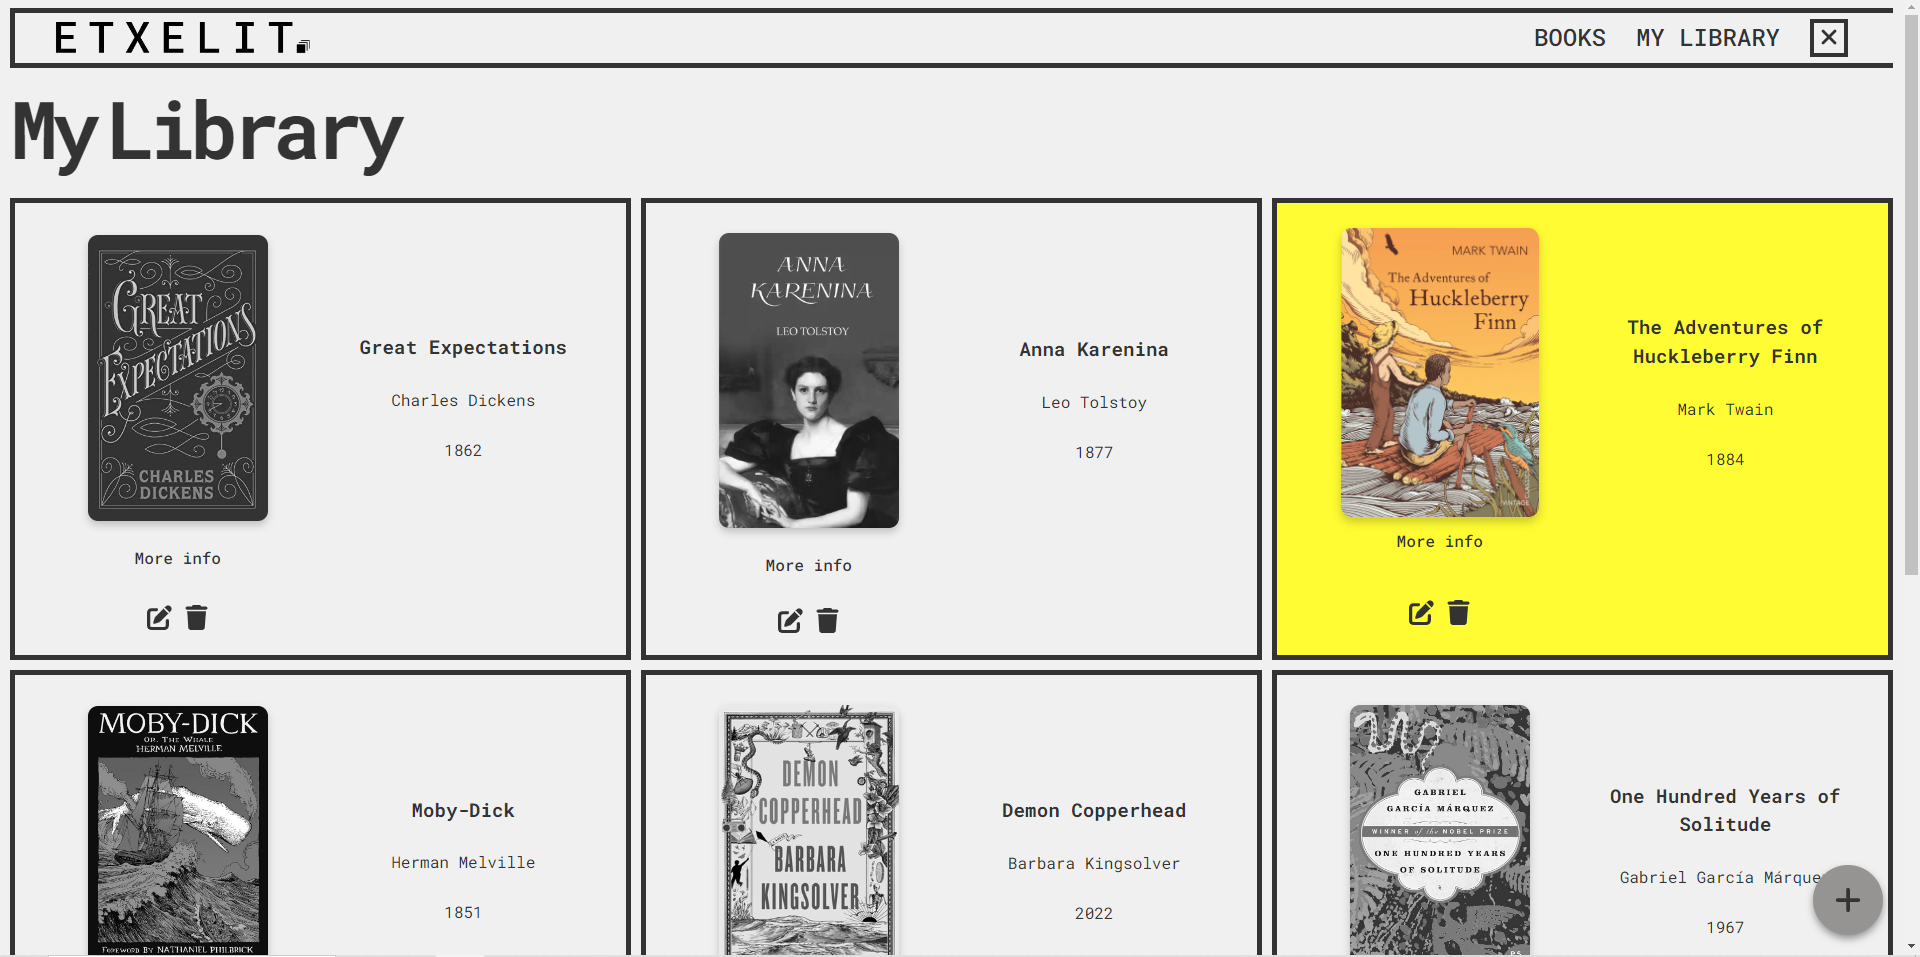 ETXELIT
BOOKS MY LIBRARY
My Library
GREAT
EXPECTATIONS
CHARLES
DICKENS
Great Expectations
Charles Dickens
1862
More info
ANNA
KARENINA
LEO TOLSTOY
Anna Karenina
Leo Tolstoy
1877
More info
MARK TWAIN
The Adventures of
Huckleberry
Finn
VINTAGE
The Adventures of
Huckleberry Finn
Mark Twain
1884
More info
MOBY-DICK
OR, THE WHALE
HERMAN MELVILLE
FOREWORD BY NATHANIEL PHILBRICK
Moby-Dick
Herman Melville
1851
DEMON
COPPERHEAD
BARBARA
KINGSOLVER
Demon Copperhead
Barbara Kingsolver
2022
GABRIEL
GARCÍA MÁRQUEZ
WINNER of the NOBEL PRIZE
ONE HUNDRED YEARS
OF SOLITUDE
One Hundred Years of
Solitude
Gabriel García Márque
1967